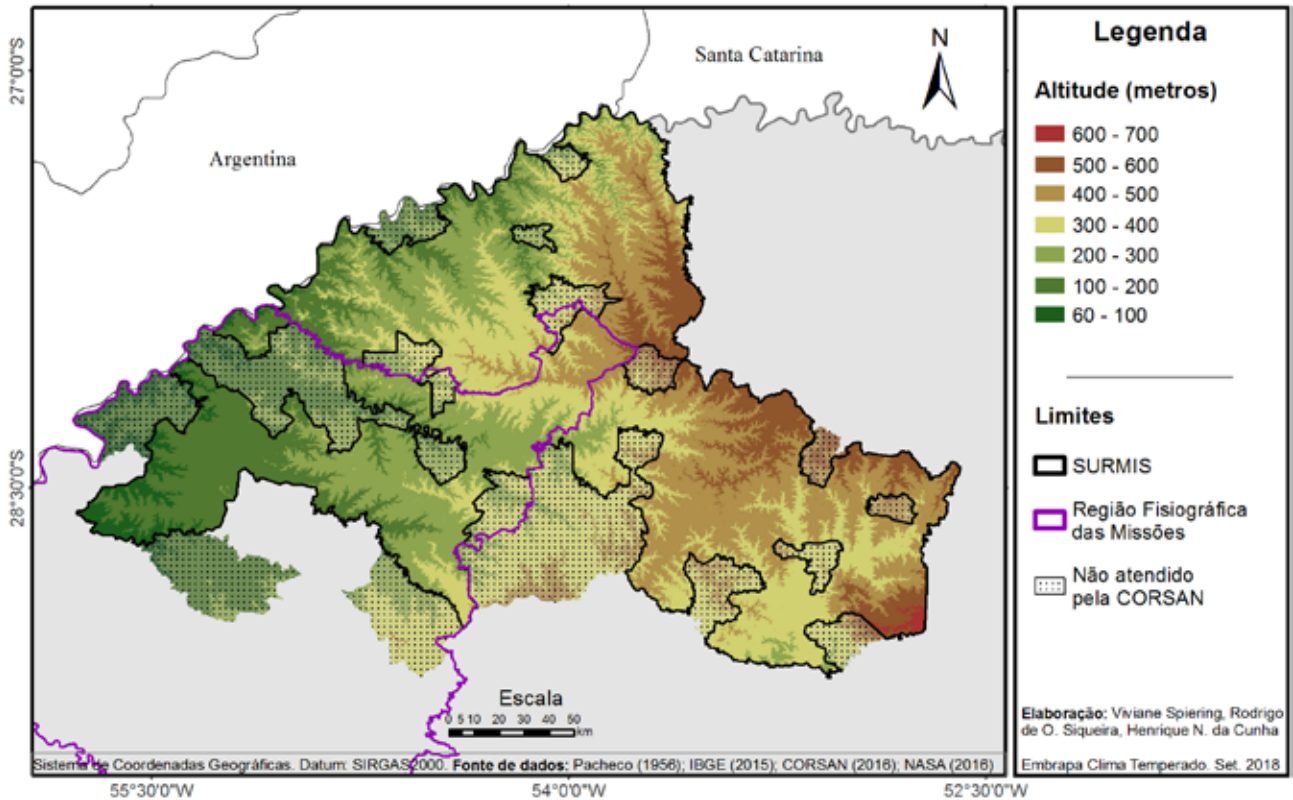 Santa Catarina
Argentina
N
27°0'0"S
28°30'0"S
Escala
0 5 10 20 30 40 50
km
Sistema de Coordenadas Geográficas. Datum: SIRGAS2000. Fonte de dados: Pacheco (1956); IBGE (2015); CORSAN (2016); NASA (2016)
55°30'0"W
54°0'0"W
52°30'0"W
Legenda
Altitude (metros)
600 - 700
500 - 600
400 - 500
300 - 400
200 - 300
100 - 200
60 - 100
Limites
SURMIS
Região Fisiográfica
das Missões
Não atendido
pela CORSAN
Elaboração: Viviane Spiering, Rodrigo
de O. Siqueira, Henrique N. da Cunha
Embrapa Clima Temperado. Set. 2018